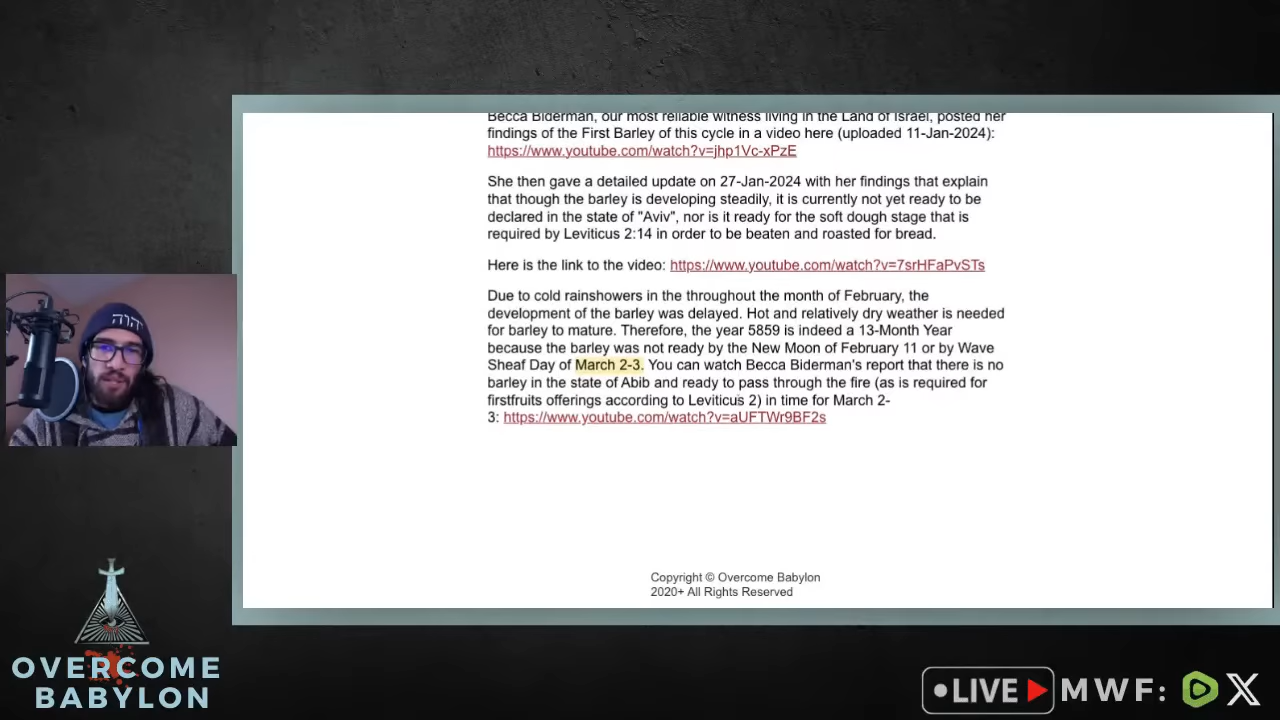 Becca Biderman, our most reliable witness living in the Land of Israel, posted her
findings of the First Barley of this cycle in a video here (uploaded 11-Jan-2024):
https://www.youtube.com/watch?v=jhp1Vc-xPzE
She then gave a detailed update on 27-Jan-2024 with her findings that explain
that though the barley is developing steadily, it is currently not yet ready to be
declared in the state of "Aviv", nor is it ready for the soft dough stage that is
required by Leviticus 2:14 in order to be beaten and roasted for bread.
Here is the link to the video: https://www.youtube.com/watch?v=7srHFaPvSTs
Due to cold rainshowers in the throughout the month of February, the
development of the barley was delayed. Hot and relatively dry weather is needed
for barley to mature. Therefore, the year 5859 is indeed a 13-Month Year
because the barley was not ready by the New Moon of February 11 or by Wave
Sheaf Day of March 2-3. You can watch Becca Biderman's report that there is no
barley in the state of Abib and ready to pass through the fire (as is required for
firstfruits offerings according to Leviticus 2) in time for March 2-
3: https://www.youtube.com/watch?v=aUFTWr9BF2s
Copyright © Overcome Babylon
2020+ All Rights Reserved
יהוה
OVERCOME
BABYLON
LIVE MWF: X